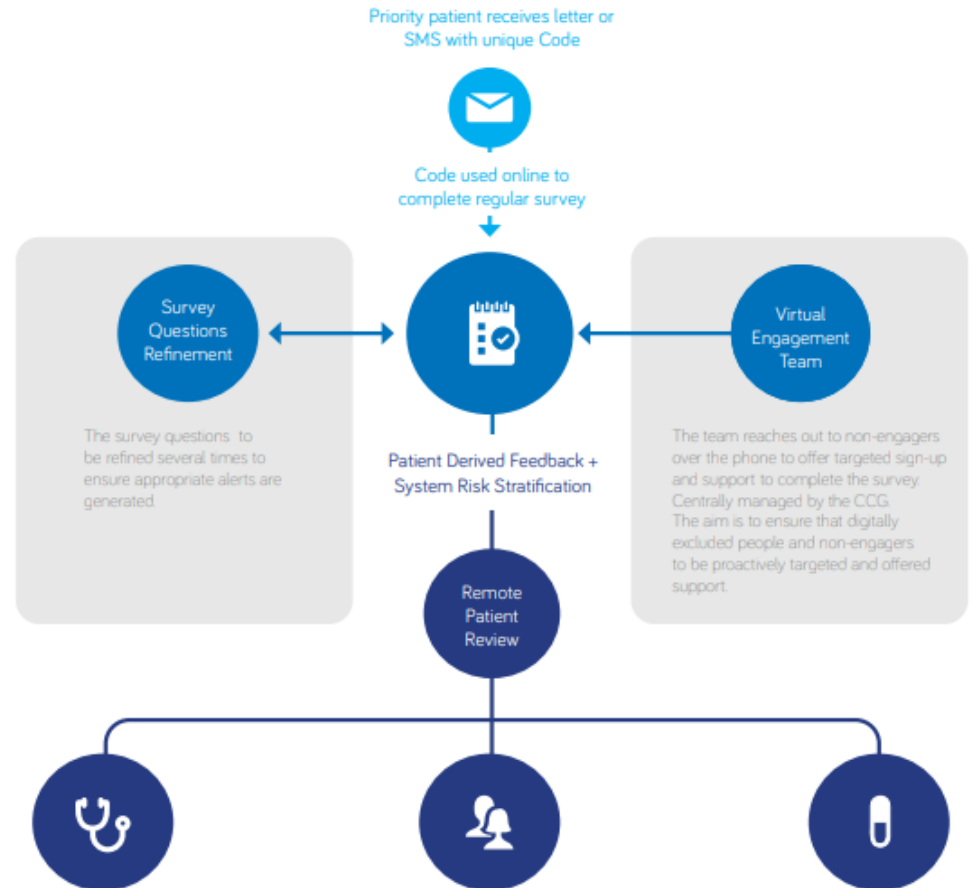 Priority patient receives letter or
SMS with unique Code
Code used online to
complete regular survey
Survey
Questions
Refinement
Virtual
Engagement
Team
The survey questions to
be refined several times to
ensure appropriate alerts are
generated.
Patient Derived Feedback +
System Risk Stratification
The team reaches out to non-engagers
over the phone to offer targeted sign-up
and support to complete the survey.
Centrally managed by the CCG.
The aim is to ensure that digitally
excluded people and non-engagers
to be proactively targeted and offered
support.
Remote
Patient
Review